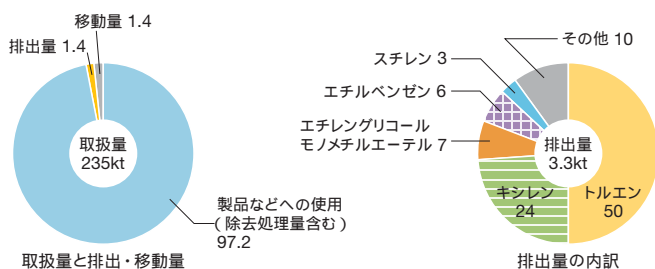 移動量 1.4
排出量 1.4
取扱量
235kt
製品などへの使用
(除去処理量含む)
97.2
取扱量と排出・移動量
その他 10
スチレン 3
エチルベンゼン 6
エチレングリコール
モノメチルエーテル 7
排出量
3.3kt
キシレン
24
トルエン
50
排出量の内訳